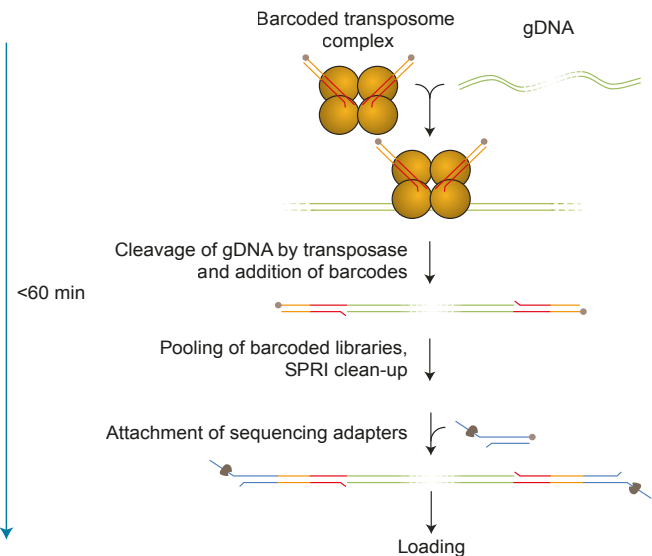 Barcoded transposome
complex
gDNA
Cleavage of gDNA by transposase
and addition of barcodes
<60 min
Pooling of barcoded libraries,
SPRI clean-up
Attachment of sequencing adapters
Loading